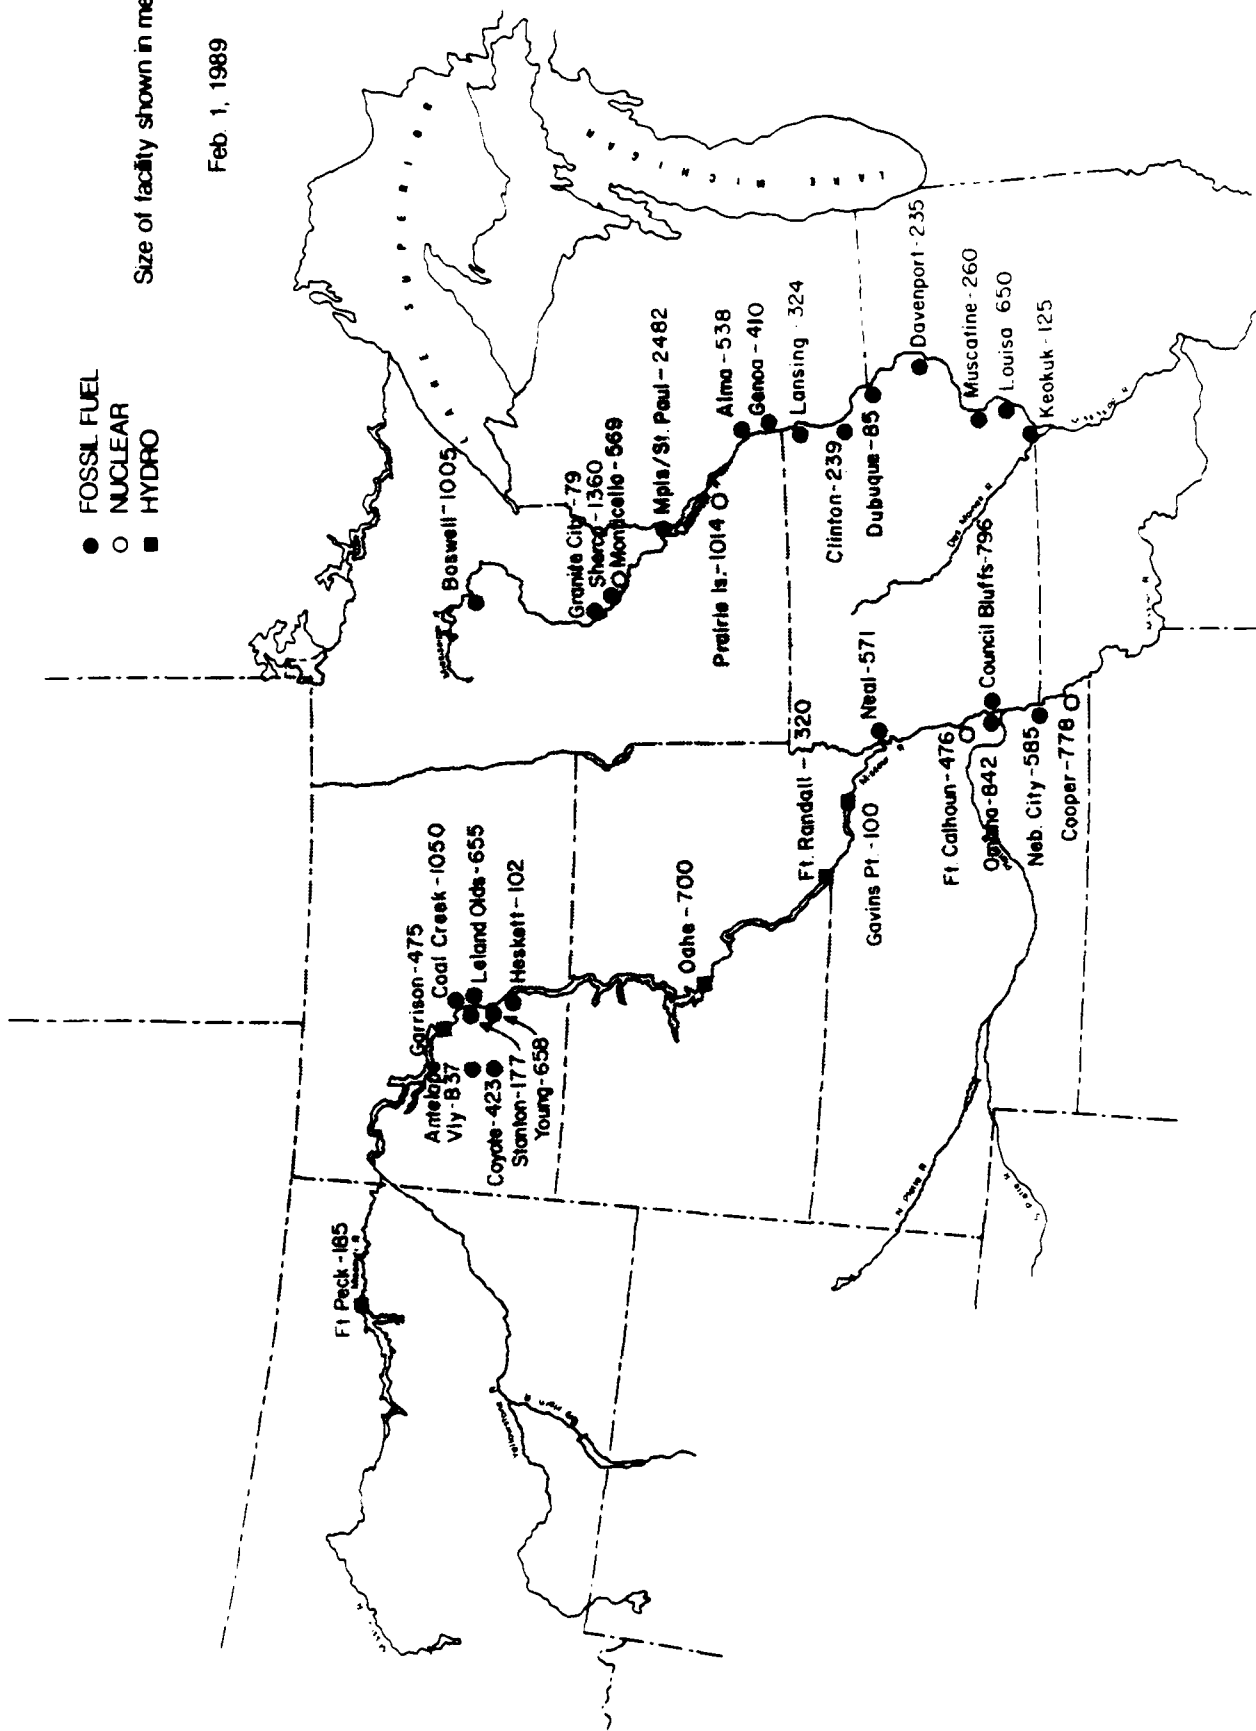 FOSSIL FUEL
NUCLEAR
HYDRO
Size of facility shown in me
Feb. 1, 1989
LAKE SUPERIOR
LAKE MICHIGAN
Ft Peck-185
Missouri R
Yellowstone R
Big Horn R
Garrison-475
Coal Creek-1050
Leland Olds-655
Heskett-102
Antelope
Vly-837
Coyote-423
Stanton-177
Young-658
Oahe-700
Ft. Randall-320
Gavins Pt.-100
Missouri R
Neal-571
Ft. Calhoun-476
Omaha-842
Council Bluffs-796
Neb. City-585
Cooper-778
N Platte R
S Platte R
Boswell-1005
Granite City-79
Sherco-1360
Monticello-569
Mpls/St. Paul-2482
Prairie Is.-1014
Alma-538
Genoa-410
Lansing-324
Clinton-239
Dubuque-85
Davenport-235
Muscatine-260
Louisa 650
Keokuk-125
Des Moines R